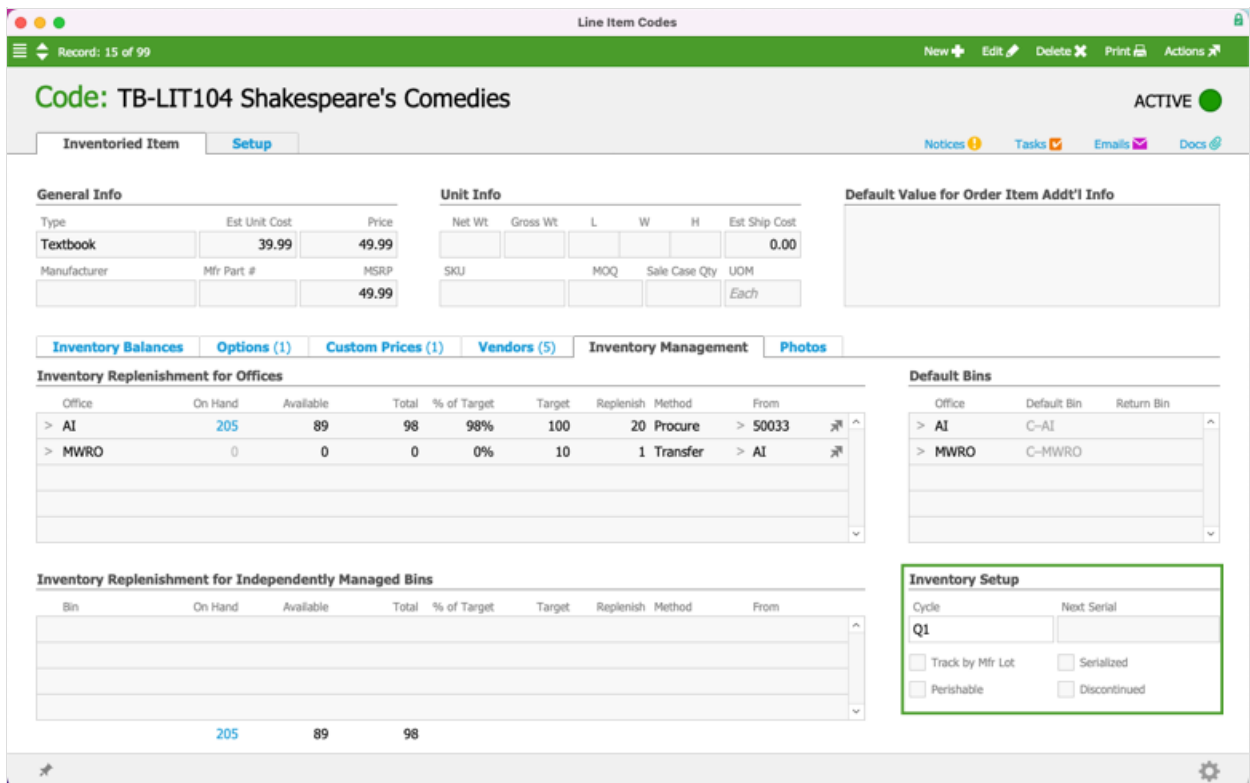 Line Item Codes
Record: 15 of 99 New Edit Delete Print Actions
Code: TB-LIT104 Shakespeare's Comedies
ACTIVE
Inventoried Item Setup Notices Tasks Emails Docs
General Info Unit Info Default Value for Order Item Addt'l Info
Type Est Unit Cost Price Net Wt Gross Wt L W H Est Ship Cost
Textbook 39.99 49.99 0.00
Manufacturer Mfr Part # MSRP SKU MOQ Sale Case Qty UOM
49.99 Each
Inventory Balances Options (1) Custom Prices (1) Vendors (5) Inventory Management Photos
Inventory Replenishment for Offices Default Bins
Office On Hand Available Total % of Target Target Replenish Method From Office Default Bin Return Bin
> AI 205 89 98 98% 100 20 Procure > 50033 > AI C-AI
> MWRO 0 0 0 0% 10 1 Transfer > AI > MWRO C-MWRO
Inventory Replenishment for Independently Managed Bins Inventory Setup
Bin On Hand Available Total % of Target Target Replenish Method From Cycle Next Serial
Q1
Track by Mfr Lot Serialized
Perishable Discontinued
205 89 98